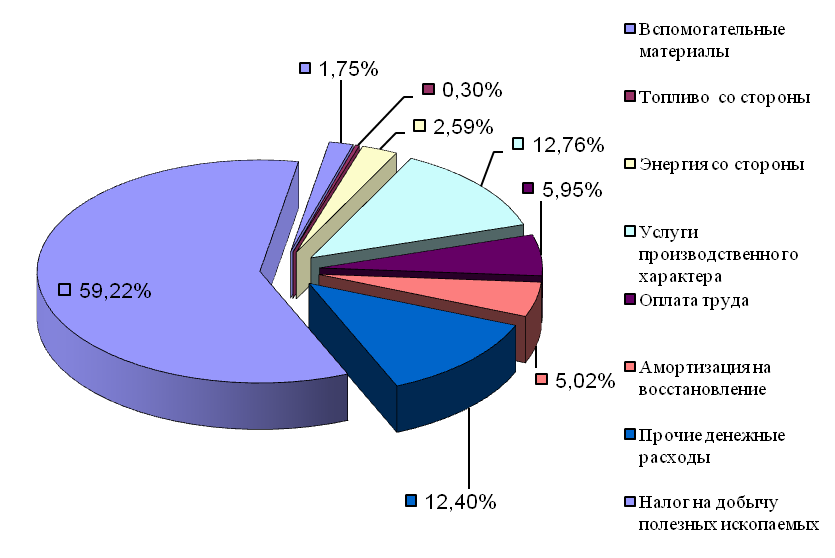 1,75%
0,30%
2,59%
12,76%
5,95%
59,22%
5,02%
12,40%
Вспомогательные
материалы
Топливо со стороны
Энергия со стороны
Услуги
производственного
характера
Оплата труда
Амортизация на
восстановление
Прочие денежные
расходы
Налог на добычу
полезных ископаемых